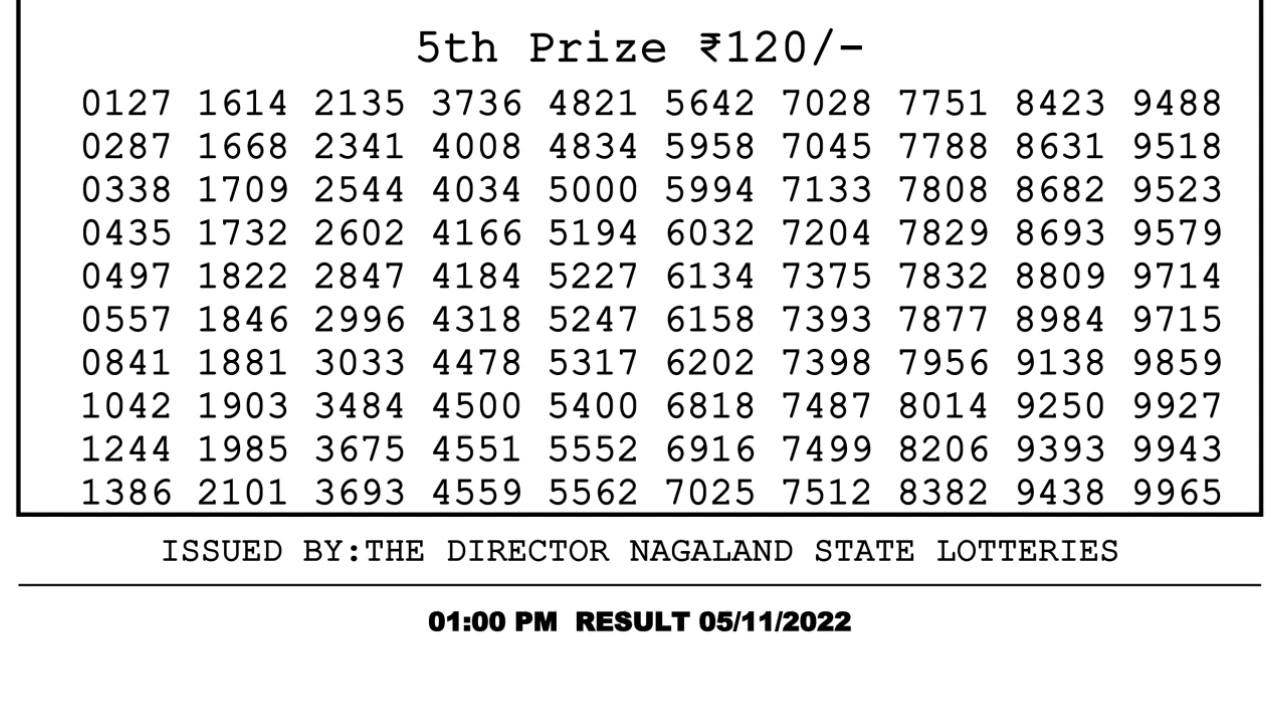 5th Prize ₹120/-
0127 1614 2135 3736 4821 5642 7028 7751 8423 9488
0287 1668 2341 4008 4834 5958 7045 7788 8631 9518
0338 1709 2544 4034 5000 5994 7133 7808 8682 9523
0435 1732 2602 4166 5194 6032 7204 7829 8693 9579
0497 1822 2847 4184 5227 6134 7375 7832 8809 9714
0557 1846 2996 4318 5247 6158 7393 7877 8984 9715
0841 1881 3033 4478 5317 6202 7398 7956 9138 9859
1042 1903 3484 4500 5400 6818 7487 8014 9250 9927
1244 1985 3675 4551 5552 6916 7499 8206 9393 9943
1386 2101 3693 4559 5562 7025 7512 8382 9438 9965
ISSUED BY:THE DIRECTOR NAGALAND STATE LOTTERIES
01:00 PM RESULT 05/11/2022